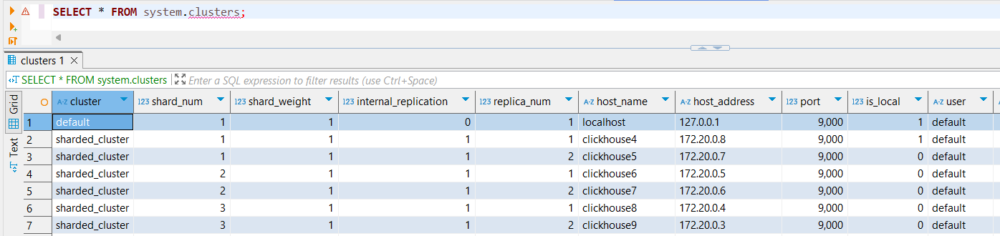 SELECT * FROM system.clusters;
clusters 1
SELECT * FROM system.clusters Enter a SQL expression to filter results (use Ctrl+Space)
Grid
Text
A-Z cluster 123 shard_num 123 shard_weight 123 internal_replication 123 replica_num A-Z host_name A-Z host_address 123 port 123 is_local A-Z user
1 default 1 1 0 1 localhost 127.0.0.1 9,000 1 default
2 sharded_cluster 1 1 1 1 clickhouse4 172.20.0.8 9,000 1 default
3 sharded_cluster 1 1 1 2 clickhouse5 172.20.0.7 9,000 0 default
4 sharded_cluster 2 1 1 1 clickhouse6 172.20.0.5 9,000 0 default
5 sharded_cluster 2 1 1 2 clickhouse7 172.20.0.6 9,000 0 default
6 sharded_cluster 3 1 1 1 clickhouse8 172.20.0.4 9,000 0 default
7 sharded_cluster 3 1 1 2 clickhouse9 172.20.0.3 9,000 0 default